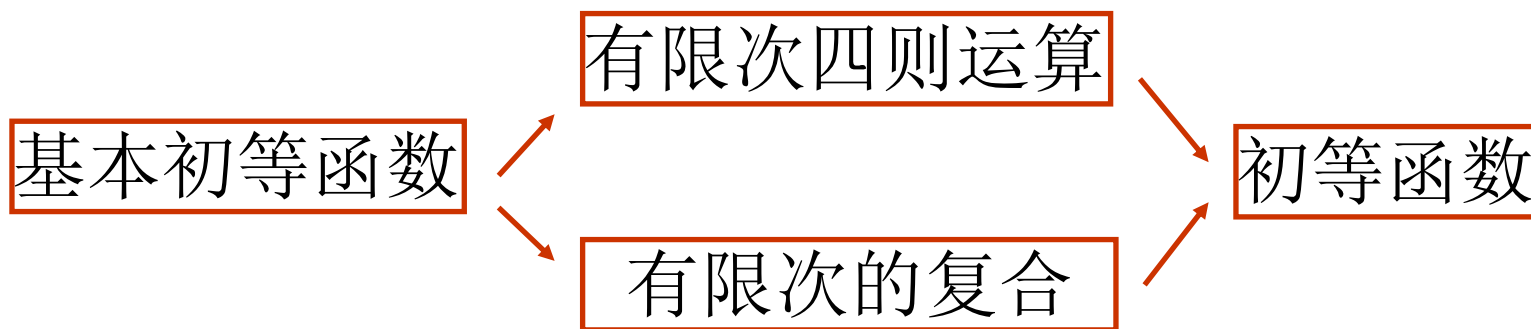 有限次四则运算
基本初等函数
初等函数
有限次的复合